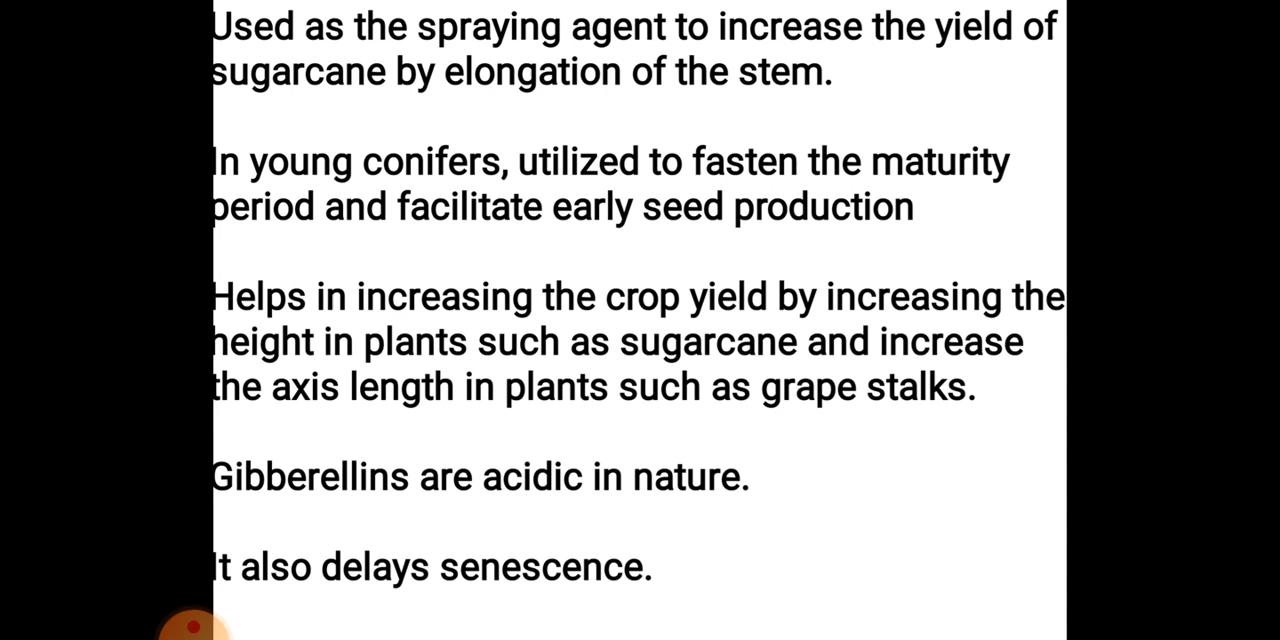 Used as the spraying agent to increase the yield of
sugarcane by elongation of the stem.
In young conifers, utilized to fasten the maturity
period and facilitate early seed production
Helps in increasing the crop yield by increasing the
height in plants such as sugarcane and increase
the axis length in plants such as grape stalks.
Gibberellins are acidic in nature.
It also delays senescence.